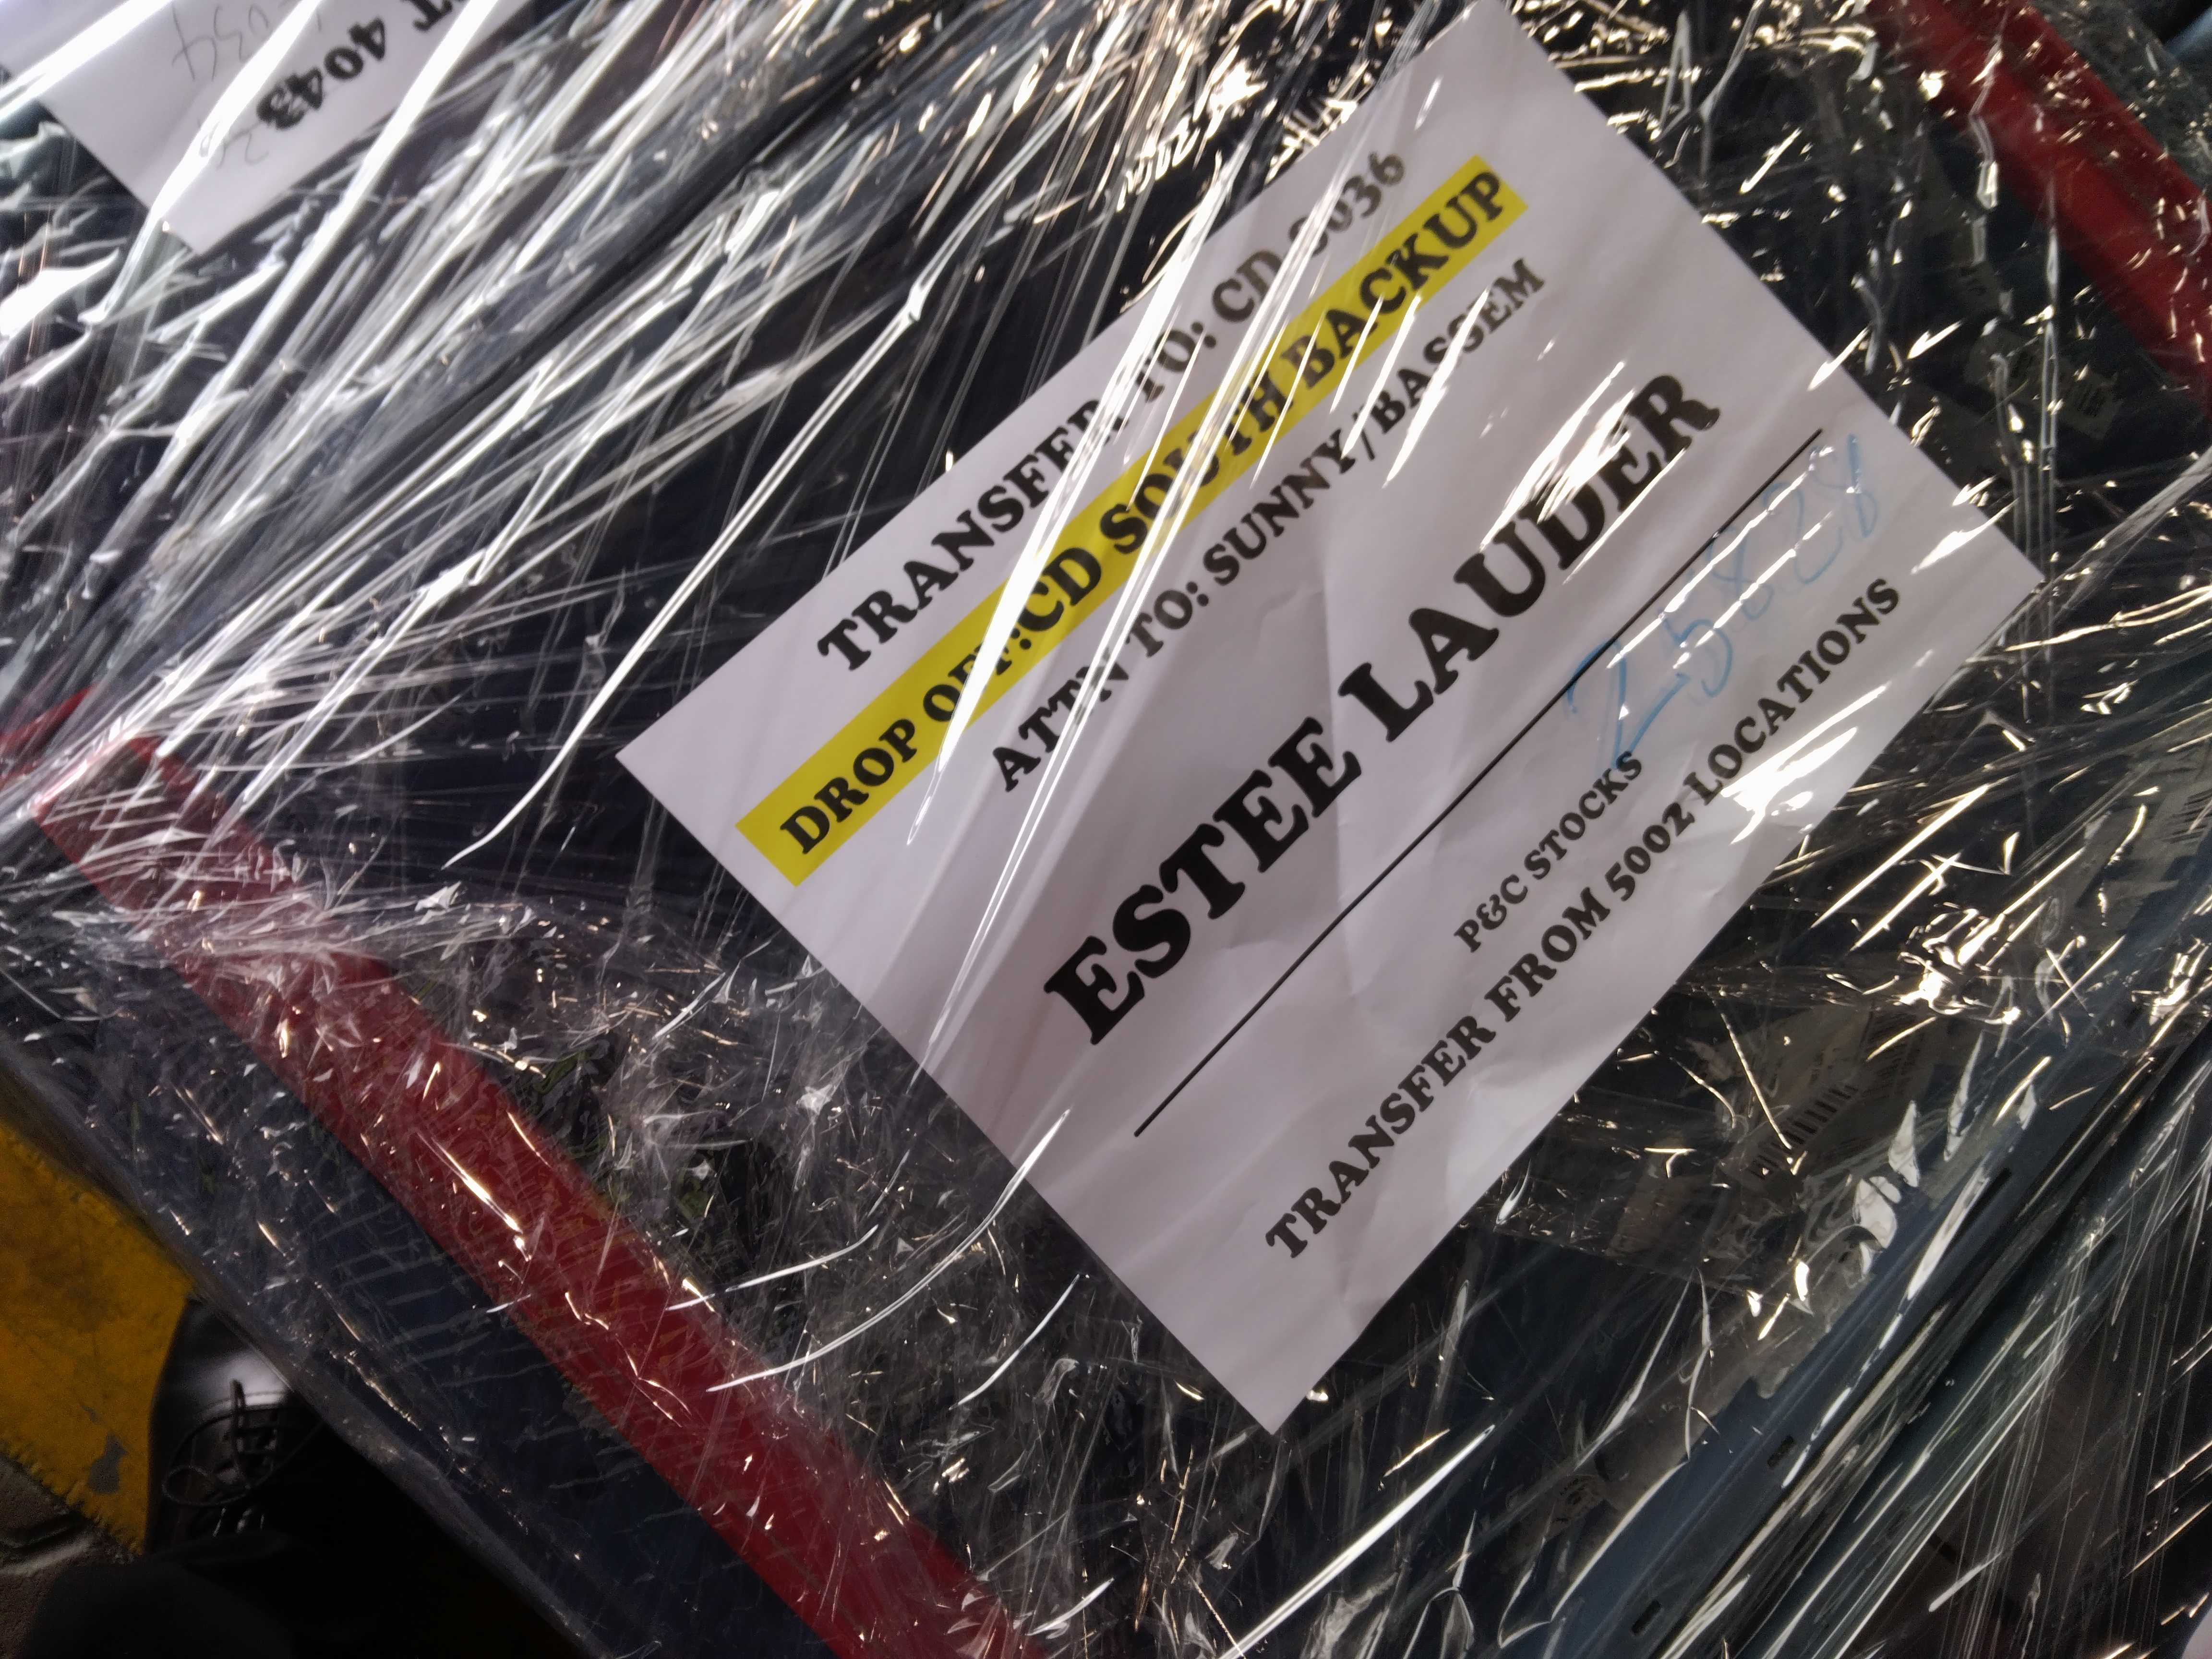 TRANSFER TO: CD
DROP OFF:CD SOUTH BACKUP
ATTN TO: SUNNY/BASSEM
ESTEE LAUDER
P&C STOCKS
TRANSFER FROM 5002 LOCATIONS
4043